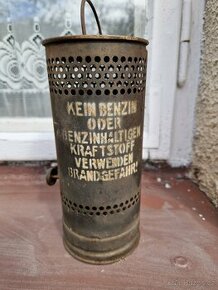 KEIN BENZIN
ODER
BENZINHALTIGEN
KRAFTSTOFF
VERWENDEN
BRANDGEFAHR!